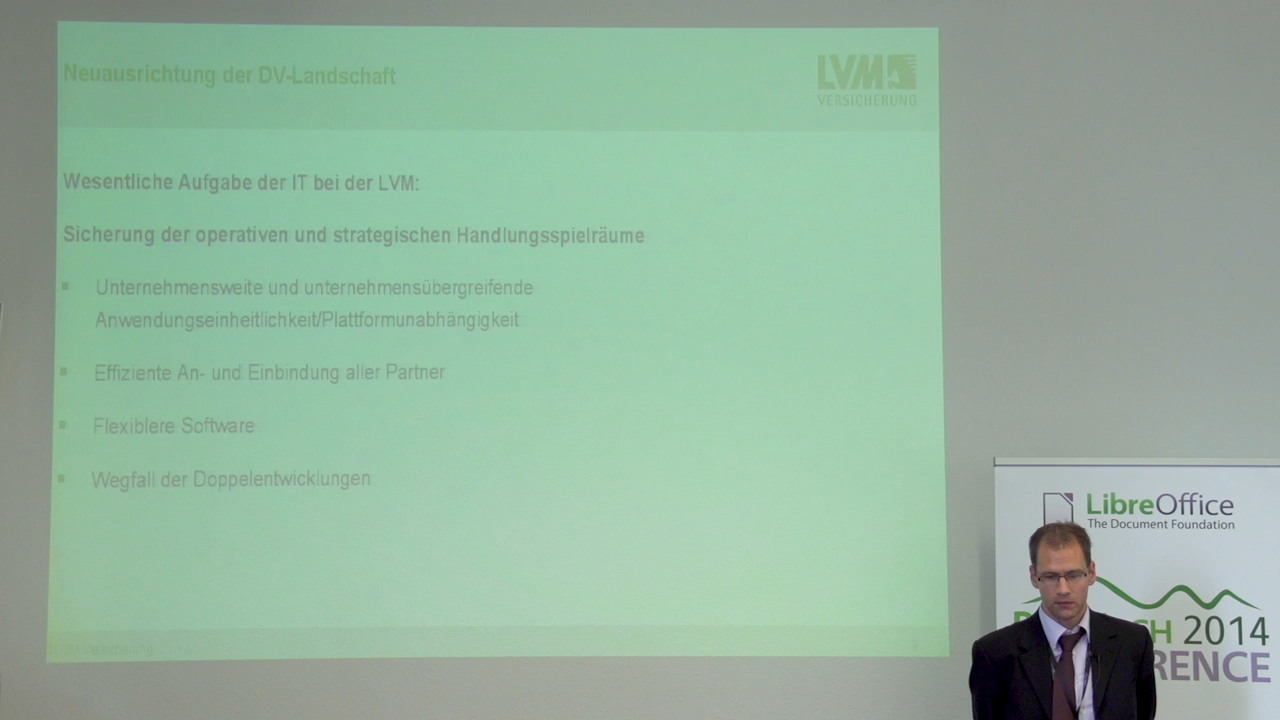 Neuausrichtung der DV-Landschaft
LVM
VERSICHERUNG
Wesentliche Aufgabe der IT bei der LVM:
Sicherung der operativen und strategischen Handlungsspielräume
Unternehmensweite und unternehmensübergreifende
Anwendungseinheitlichkeit/Plattformunabhängigkeit
Effiziente An- und Einbindung aller Partner
Flexiblere Software
Wegfall der Doppelentwicklungen
LibreOffice
The Document Foundation
2014